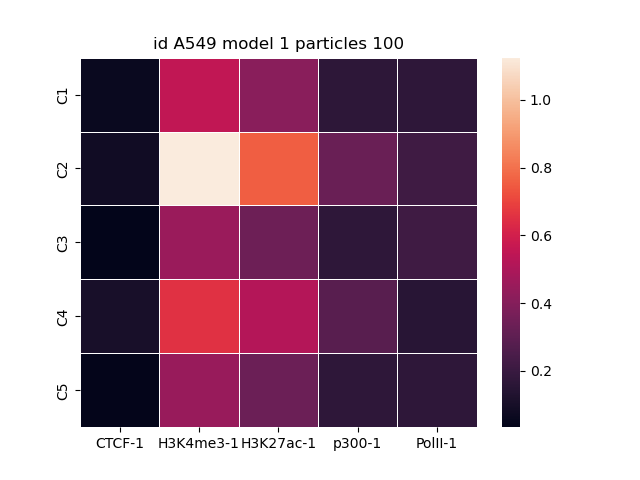 id A549 model 1 particles 100
C1
C2
C3
C4
C5
CTCF-1 H3K4me3-1 H3K27ac-1 p300-1 PolII-1
1.0
0.8
0.6
0.4
0.2